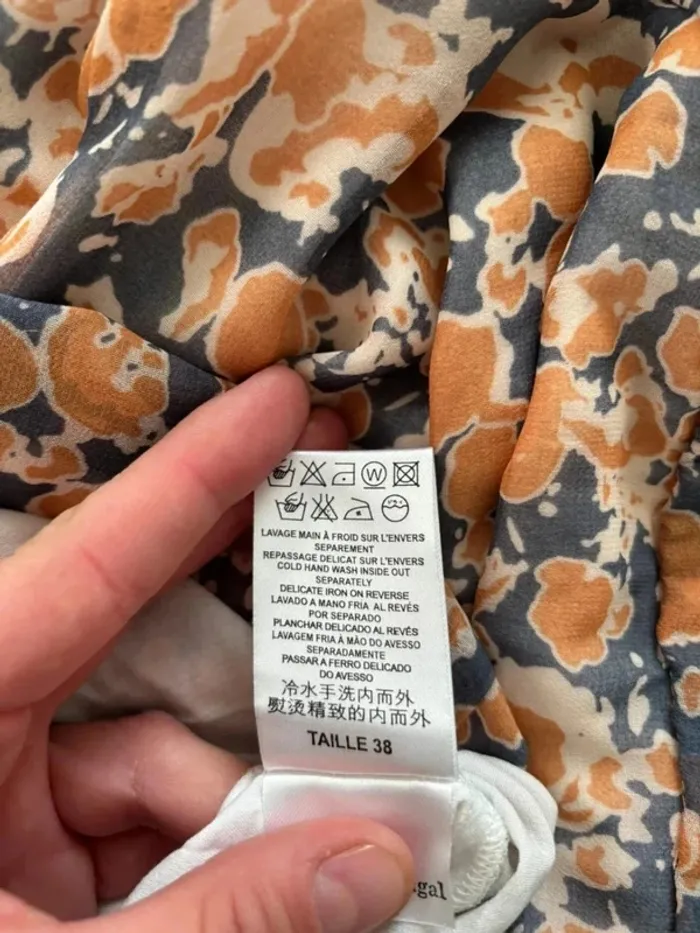 W
LAVAGE MAIN À FROID SUR L'ENVERS
SEPAREMENT
REPASSAGE DELICAT SUR L'ENVERS
COLD HAND WASH INSIDE OUT
SEPARATELY
DELICATE IRON ON REVERSE
LAVADO A MANO FRIA AL REVÉS
POR SEPARADO
PLANCHAR DELICADO AL REVÉS
LAVAGEM FRIA À MÃO DO AVESSO
SEPARADAMENTE
PASSAR A FERRO DELICADO
DO AVESSO
冷水手洗内而外
熨烫精致的内而外
TAILLE 38
gal